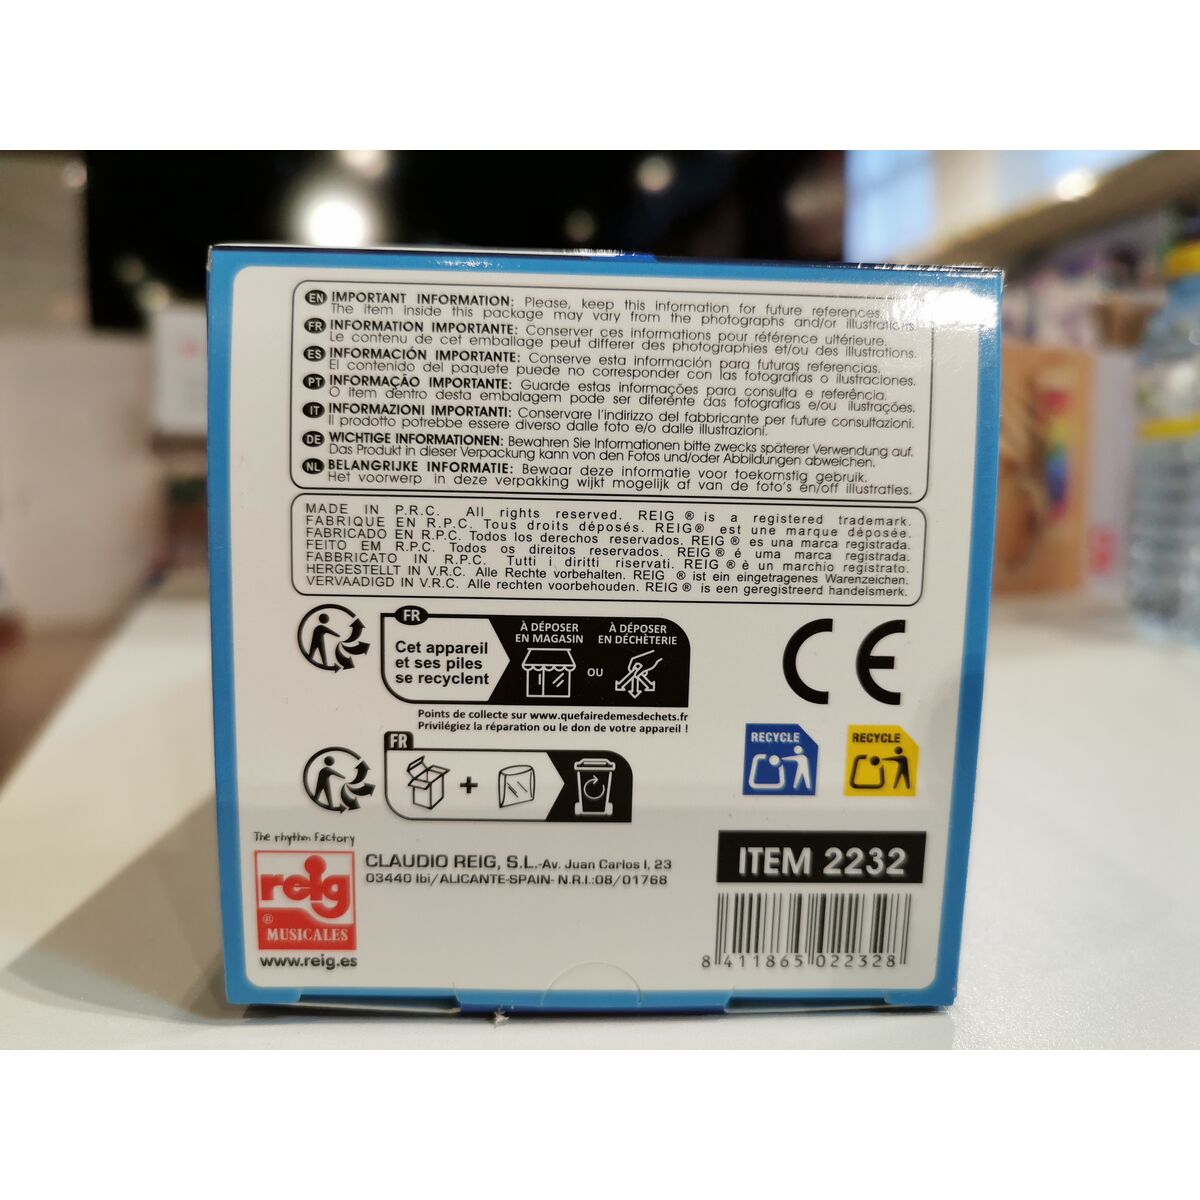 EN IMPORTANT INFORMATION: Please, keep this information for future references.
The item inside this package may vary from the photographs and/or illustrations.
FR INFORMATION IMPORTANTE: Conserver ces informations pour référence ultérieure.
Le contenu de cet emballage peut différer des photographies et/ou des illustrations.
ES INFORMACIÓN IMPORTANTE: Conserve esta información para futuras referencias.
El contenido del paquete puede no corresponder con las fotografías o ilustraciones.
PT INFORMAÇÃO IMPORTANTE: Guarde estas informações para consulta e referência.
O item dentro desta embalagem pode ser diferente das fotografias e/ou ilustrações.
IT INFORMAZIONI IMPORTANTI: Conservare l'indirizzo del fabbricante per future consultazioni.
Il prodotto potrebbe essere diverso dalle foto e/o dalle illustrazioni.
DE WICHTIGE INFORMATIONEN: Bewahren Sie Informationen bitte zwecks späterer Verwendung auf.
Das Produkt in dieser Verpackung kann von den Fotos und/oder Abbildungen abweichen.
NL BELANGRIJKE INFORMATIE: Bewaar deze informatie voor toekomstig gebruik.
Het voorwerp in deze verpakking wijkt mogelijk af van de foto's en/off illustraties.
MADE IN P.R.C. All rights reserved. REIG ® is a registered trademark.
FABRIQUE EN R.P.C. Tous droits déposés. REIG® est une marque déposée.
FABRICADO EN R.P.C. Todos los derechos reservados. REIG ® es una marca registrada.
FEITO EM R.P.C. Todos os direitos reservados. REIG ® é uma marca registrada.
FABBRICATO IN R.P.C. Tutti i diritti riservati. REIG ® è un marchio registrato.
HERGESTELLT IN V.R.C. Alle Rechte vorbehalten. REIG ® ist ein eingetragenes Warenzeichen.
VERVAADIGD IN V.R.C. Alle rechten voorbehouden. REIG ® is een geregistreerd handelsmerk.
FR
Cet appareil
et ses piles
se recyclent
À DÉPOSER
EN MAGASIN
OU
À DÉPOSER
EN DÉCHÈTERIE
Points de collecte sur www.quefairedemesdechets.fr
Privilégiez la réparation ou le don de votre appareil !
CE
RECYCLE
RECYCLE
FR
+
The rhythm factory
reig
®
MUSICALES
www.reig.es
CLAUDIO REIG, S.L.-Av. Juan Carlos I, 23
03440 Ibi/ALICANTE-SPAIN- N.R.I.:08/01768
ITEM 2232
8 411865 022328